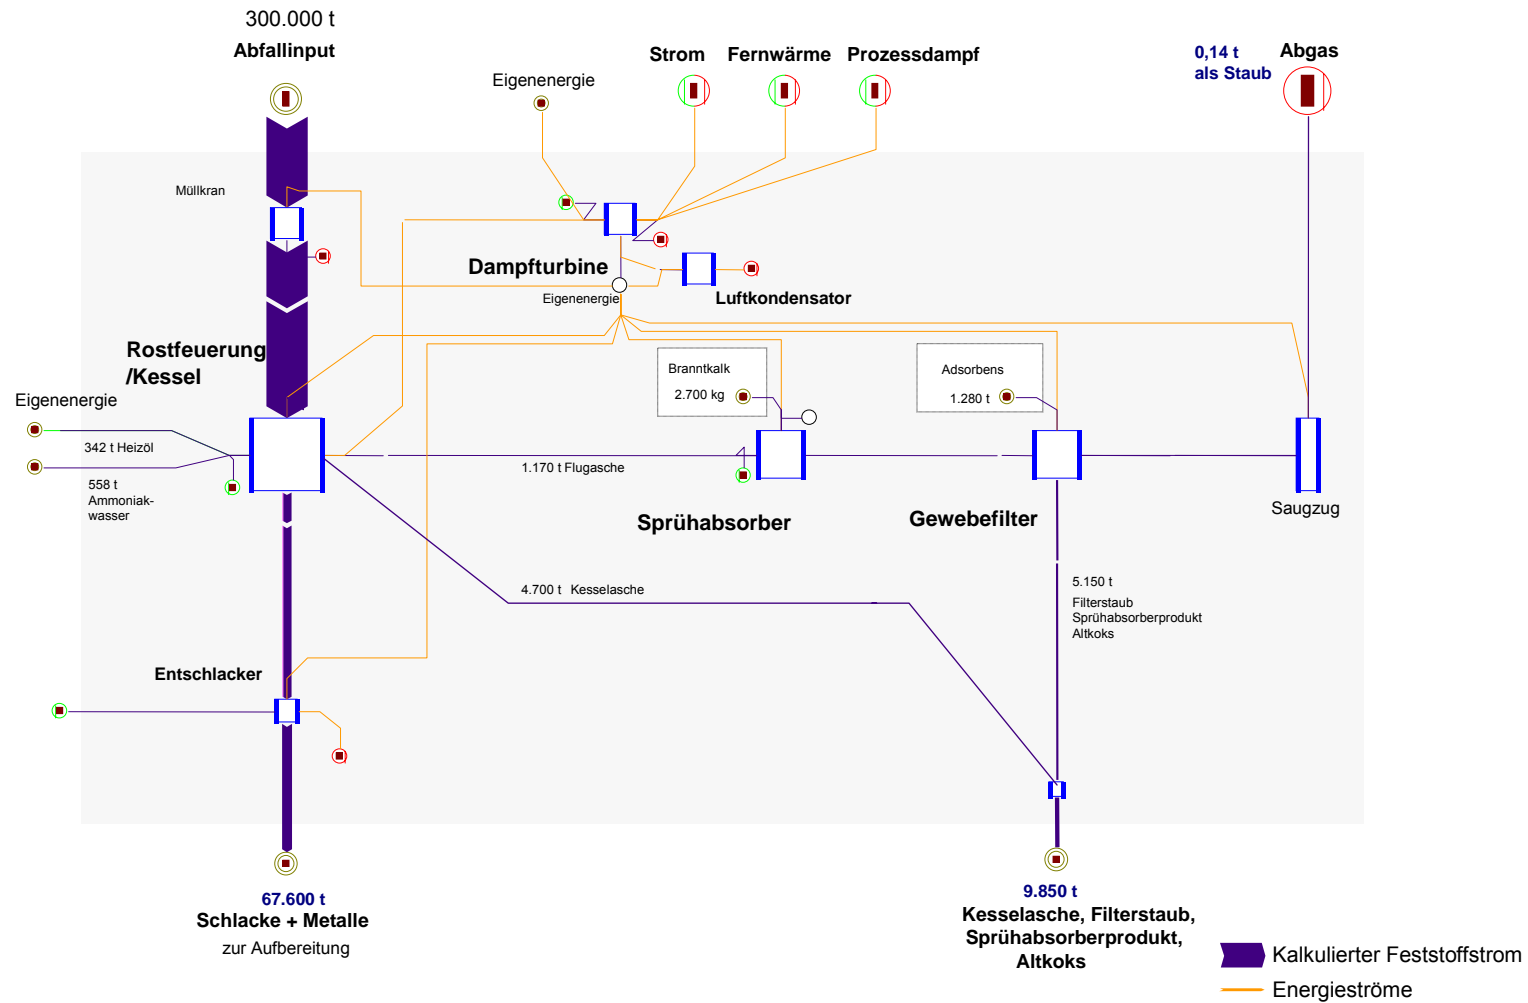 300.000 t
Abfallinput
Eigenenergie
Strom
Fernwärme
Prozessdampf
0,14 t
als Staub
Abgas
Müllkran
Dampfturbine
Eigenenergie
Luftkondensator
Rostfeuerung
/Kessel
Eigenenergie
342 t Heizöl
558 t
Ammoniak-
wasser
Branntkalk
2.700 kg
Adsorbens
1.280 t
1.170 t Flugasche
Sprühabsorber
Gewebefilter
Saugzug
4.700 t Kesselasche
5.150 t
Filterstaub
Sprühabsorberprodukt
Altkoks
Entschlacker
67.600 t
Schlacke + Metalle
zur Aufbereitung
9.850 t
Kesselasche, Filterstaub,
Sprühabsorberprodukt,
Altkoks
Kalkulierter Feststoffstrom
Energieströme